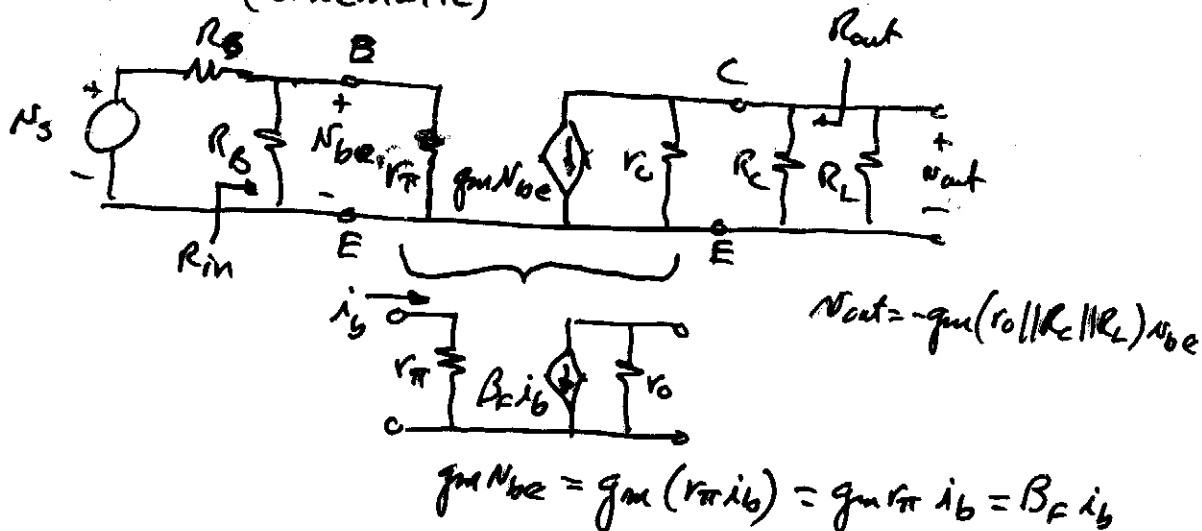 (schematic)
R_S B C R_out
+ + +
v_s R_B v_be r_π g_m v_be r_o R_C R_L v_out
- - -
R_in E E
i_b
r_π β_F i_b r_o
v_out = -g_m(r_o||R_C||R_L) v_be
g_m v_be = g_m (r_π i_b) = g_m r_π i_b = β_F i_b